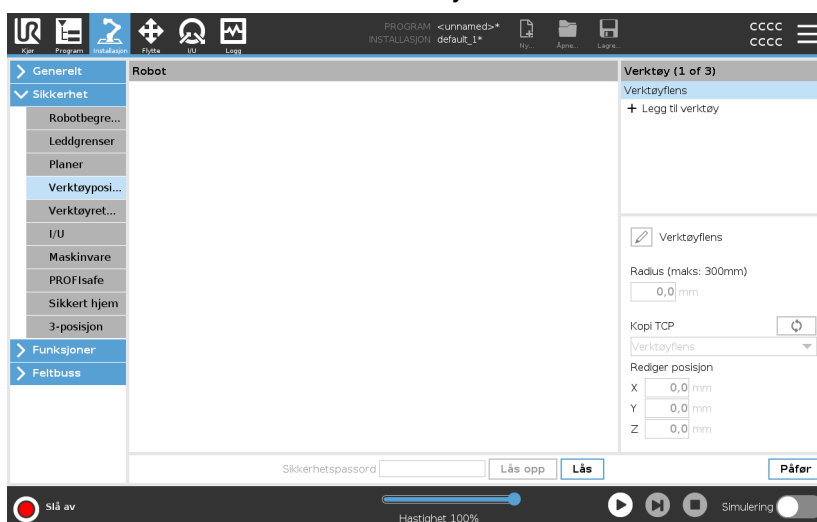 PROGRAM <unnamed>*
INSTALLASJON default_1*
cccc
cccc
Kjør Program Installasjon Flytte I/U Logg Ny... Åpne... Lagre...
Generelt
Sikkerhet
Robotbegre...
Leddgrenser
Planer
Verktøyposi...
Verktøyret...
I/U
Maskinvare
PROFIsafe
Sikkert hjem
3-posisjon
Funksjoner
Feltbuss
Robot
Verktøy (1 of 3)
Verktøyflens
+ Legg til verktøy
Verktøyflens
Radius (maks: 300mm)
0,0 mm
Kopi TCP
Verktøyflens
Rediger posisjon
X 0,0 mm
Y 0,0 mm
Z 0,0 mm
Sikkerhetspassord Lås opp Lås Påfør
Slå av
Hastighet 100%
Simulering